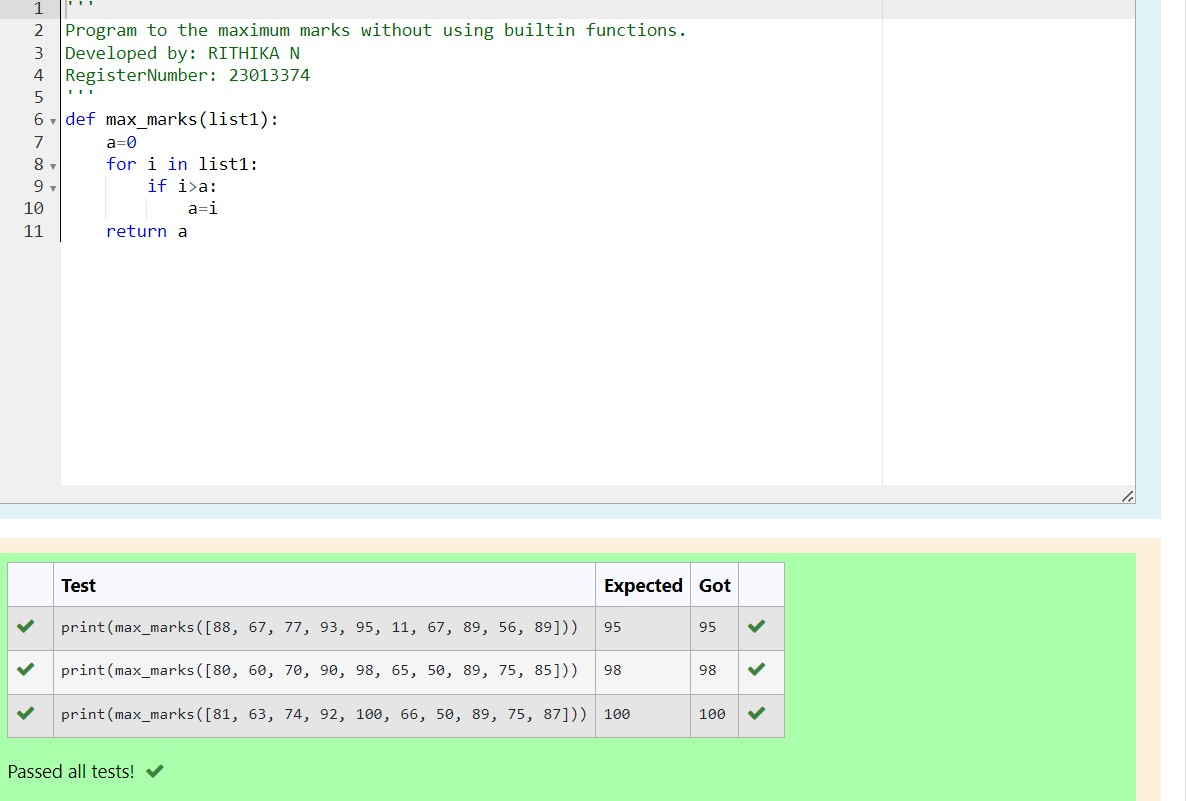 1 '''
2 Program to the maximum marks without using builtin functions.
3 Developed by: RITHIKA N
4 RegisterNumber: 23013374
5 '''
6 def max_marks(list1):
7     a=0
8     for i in list1:
9         if i>a:
10             a=i
11     return a
Test Expected Got
print(max_marks([88, 67, 77, 93, 95, 11, 67, 89, 56, 89])) 95 95
print(max_marks([80, 60, 70, 90, 98, 65, 50, 89, 75, 85])) 98 98
print(max_marks([81, 63, 74, 92, 100, 66, 50, 89, 75, 87])) 100 100
Passed all tests!